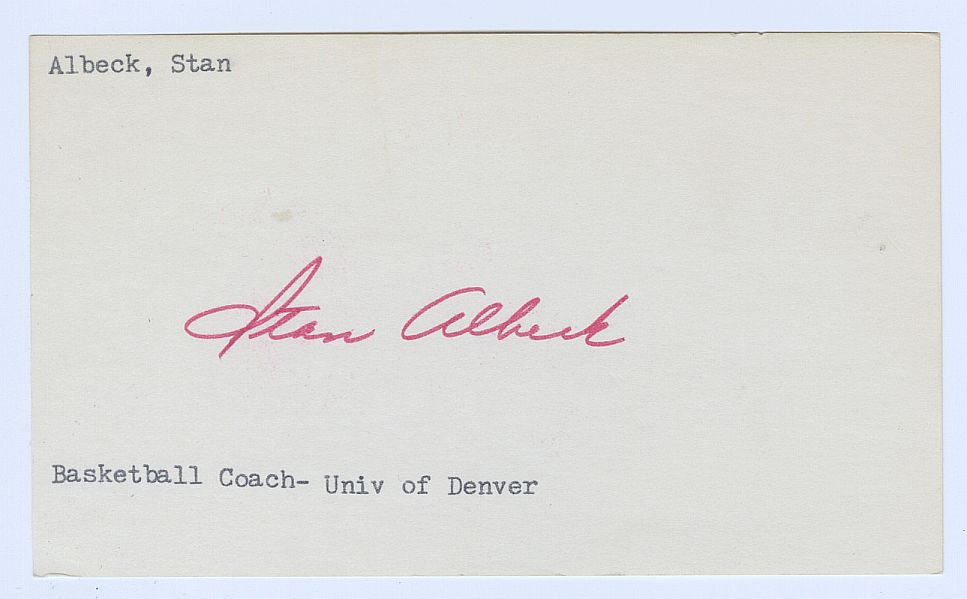 Albeck, Stan
Stan Albeck
Basketball Coach- Univ of Denver